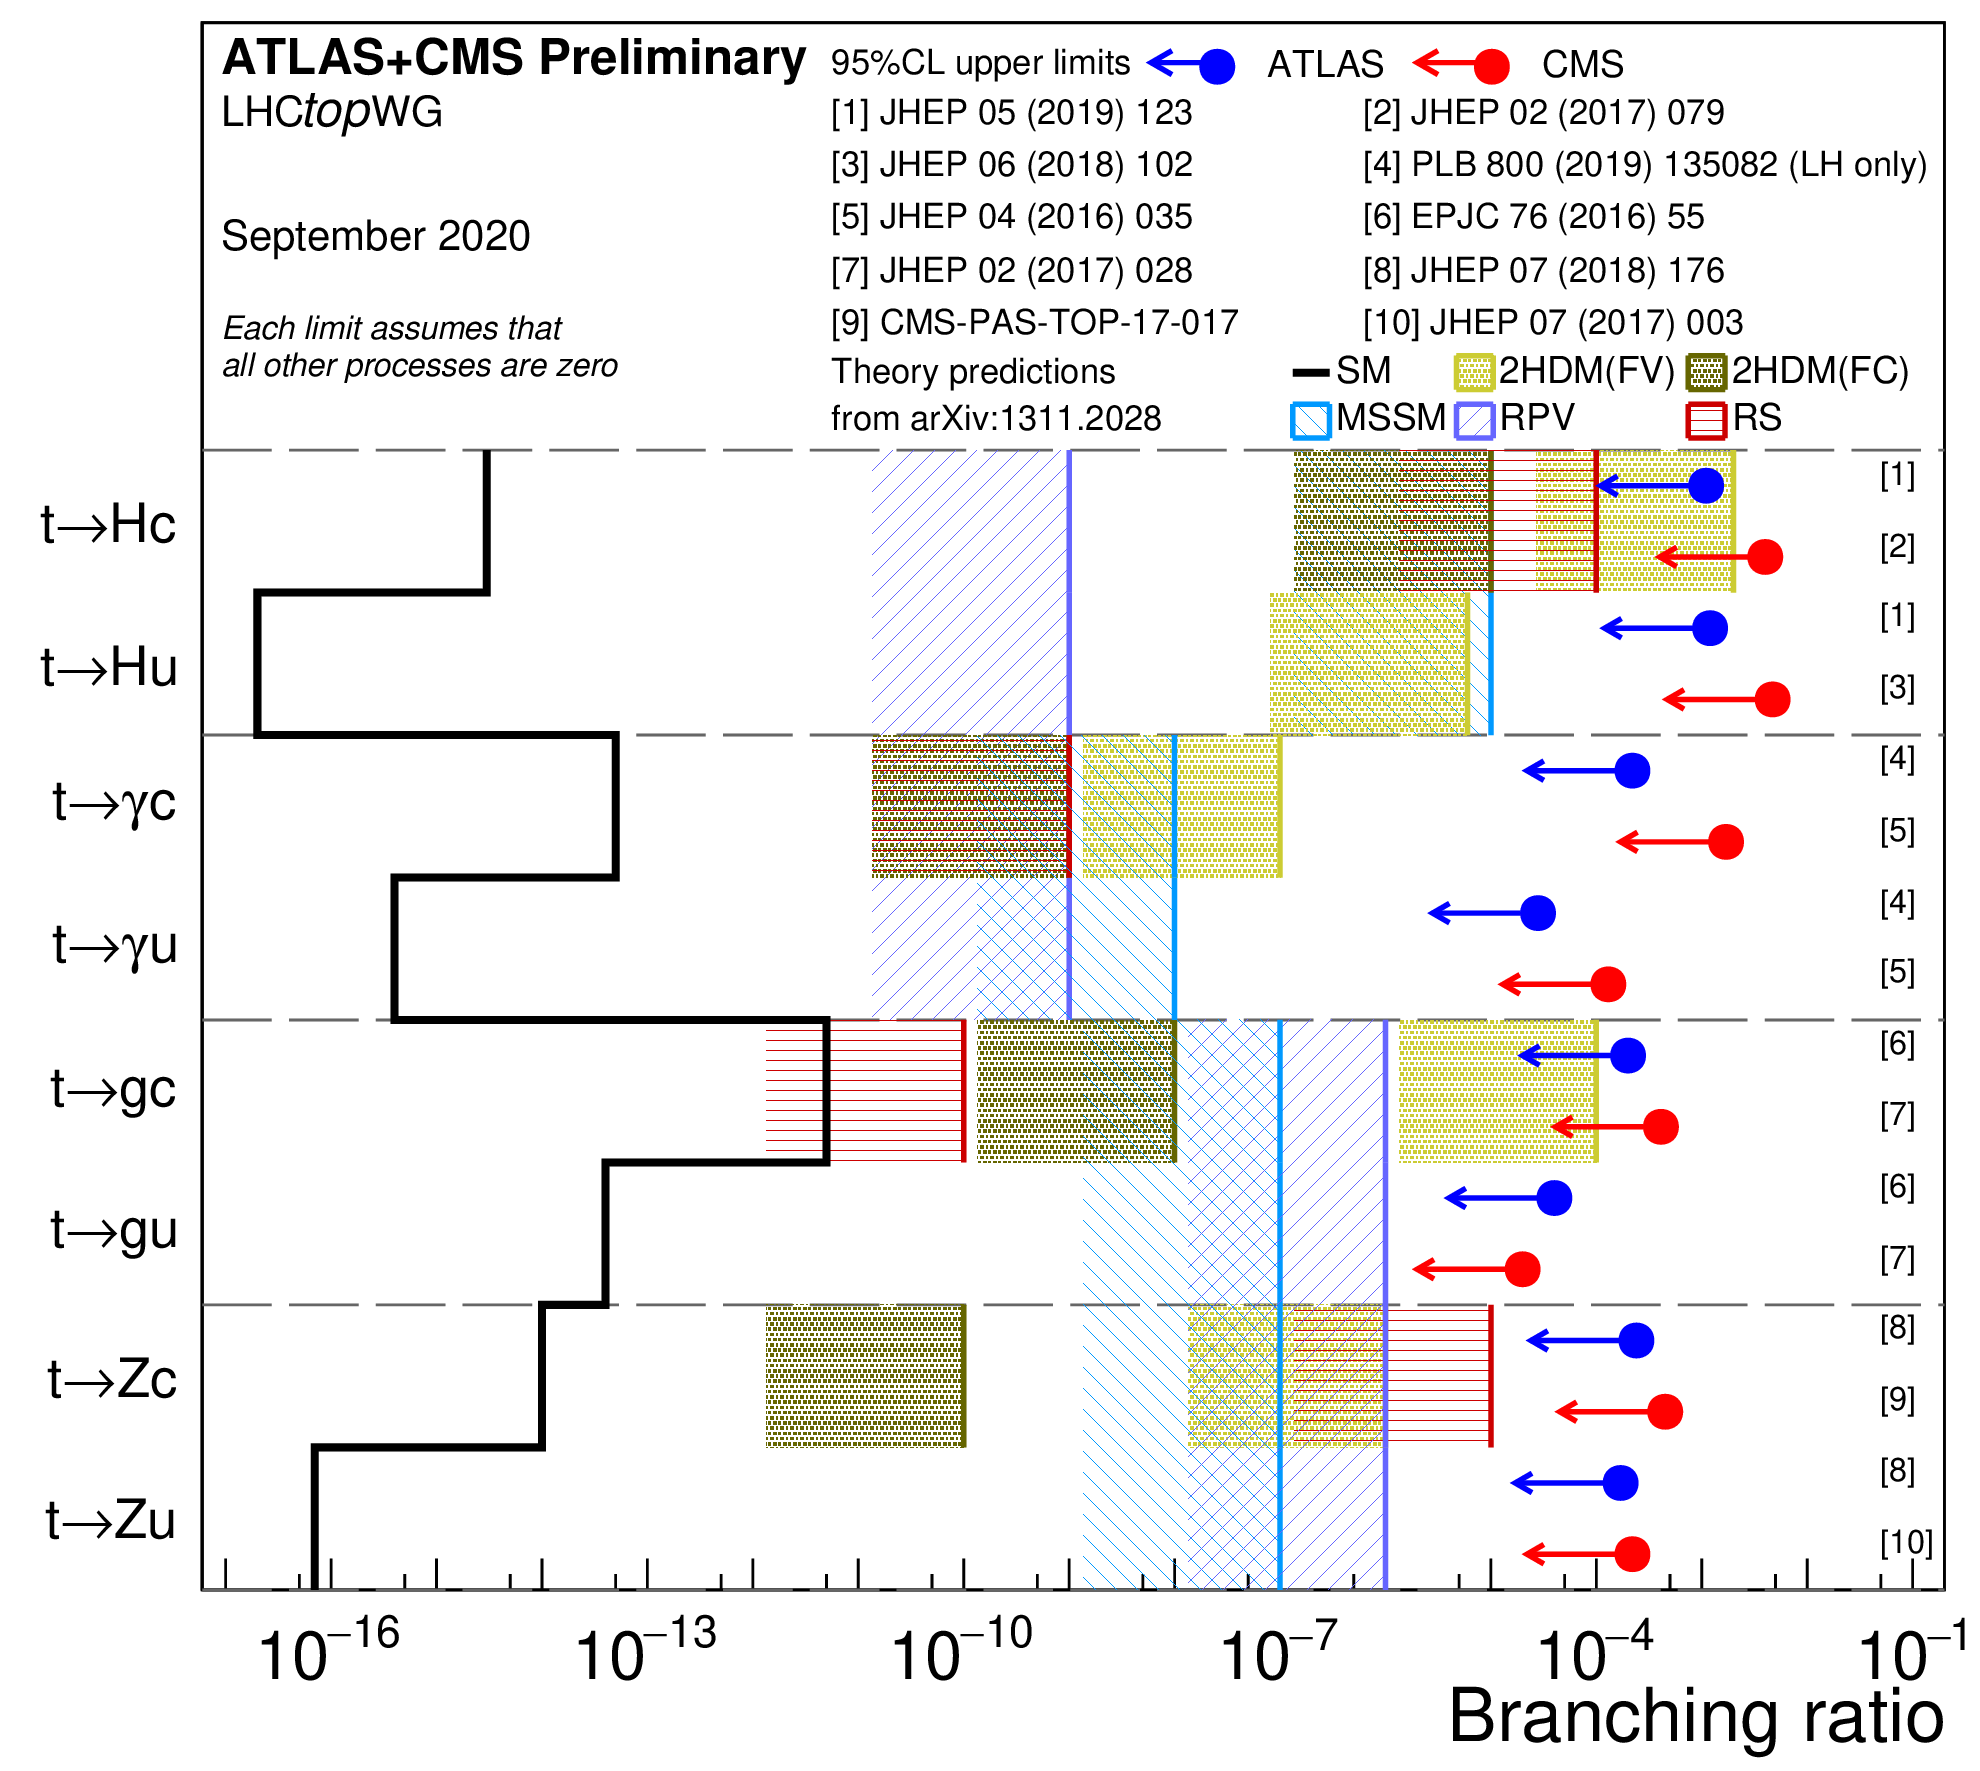 ATLAS+CMS Preliminary
LHCtopWG
September 2020
Each limit assumes that
all other processes are zero
95%CL upper limits ATLAS CMS
[1] JHEP 05 (2019) 123 [2] JHEP 02 (2017) 079
[3] JHEP 06 (2018) 102 [4] PLB 800 (2019) 135082 (LH only)
[5] JHEP 04 (2016) 035 [6] EPJC 76 (2016) 55
[7] JHEP 02 (2017) 028 [8] JHEP 07 (2018) 176
[9] CMS-PAS-TOP-17-017 [10] JHEP 07 (2017) 003
Theory predictions SM 2HDM(FV) 2HDM(FC)
from arXiv:1311.2028 MSSM RPV RS
[1]
t→Hc
[2]
[1]
t→Hu
[3]
[4]
t→γc
[5]
[4]
t→γu
[5]
[6]
t→gc
[7]
[6]
t→gu
[7]
[8]
t→Zc
[9]
[8]
t→Zu
[10]
10⁻¹⁶ 10⁻¹³ 10⁻¹⁰ 10⁻⁷ 10⁻⁴ 10⁻¹
Branching ratio